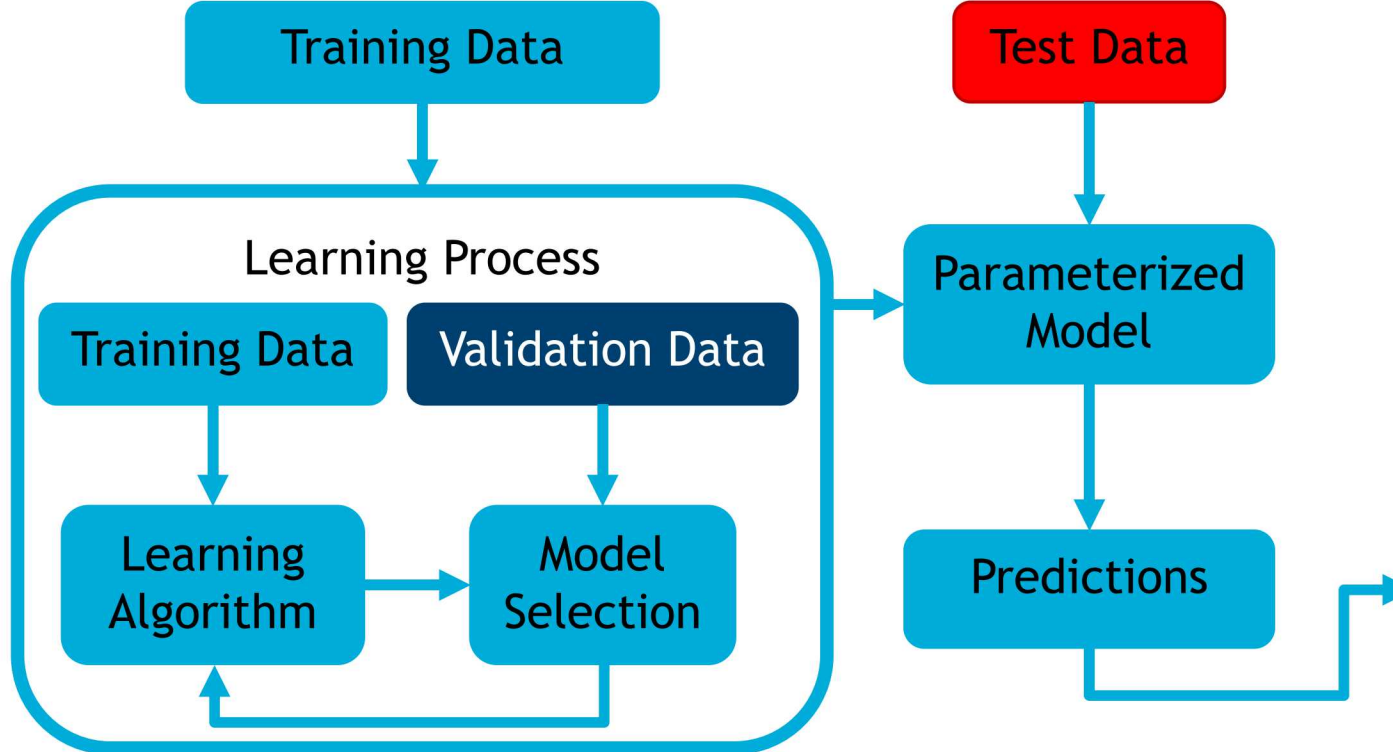 Training Data
Test Data
Learning Process
Training Data
Validation Data
Parameterized
Model
Learning
Algorithm
Model
Selection
Predictions